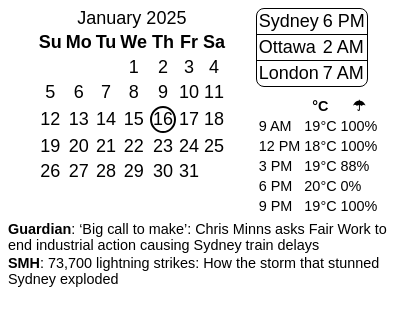 January 2025
Su Mo Tu We Th Fr Sa
1 2 3 4
5 6 7 8 9 10 11
12 13 14 15 16 17 18
19 20 21 22 23 24 25
26 27 28 29 30 31
Sydney 6 PM
Ottawa 2 AM
London 7 AM
°C ☂
9 AM 19°C 100%
12 PM 18°C 100%
3 PM 19°C 88%
6 PM 20°C 0%
9 PM 19°C 100%
Guardian: ‘Big call to make’: Chris Minns asks Fair Work to
end industrial action causing Sydney train delays
SMH: 73,700 lightning strikes: How the storm that stunned
Sydney exploded